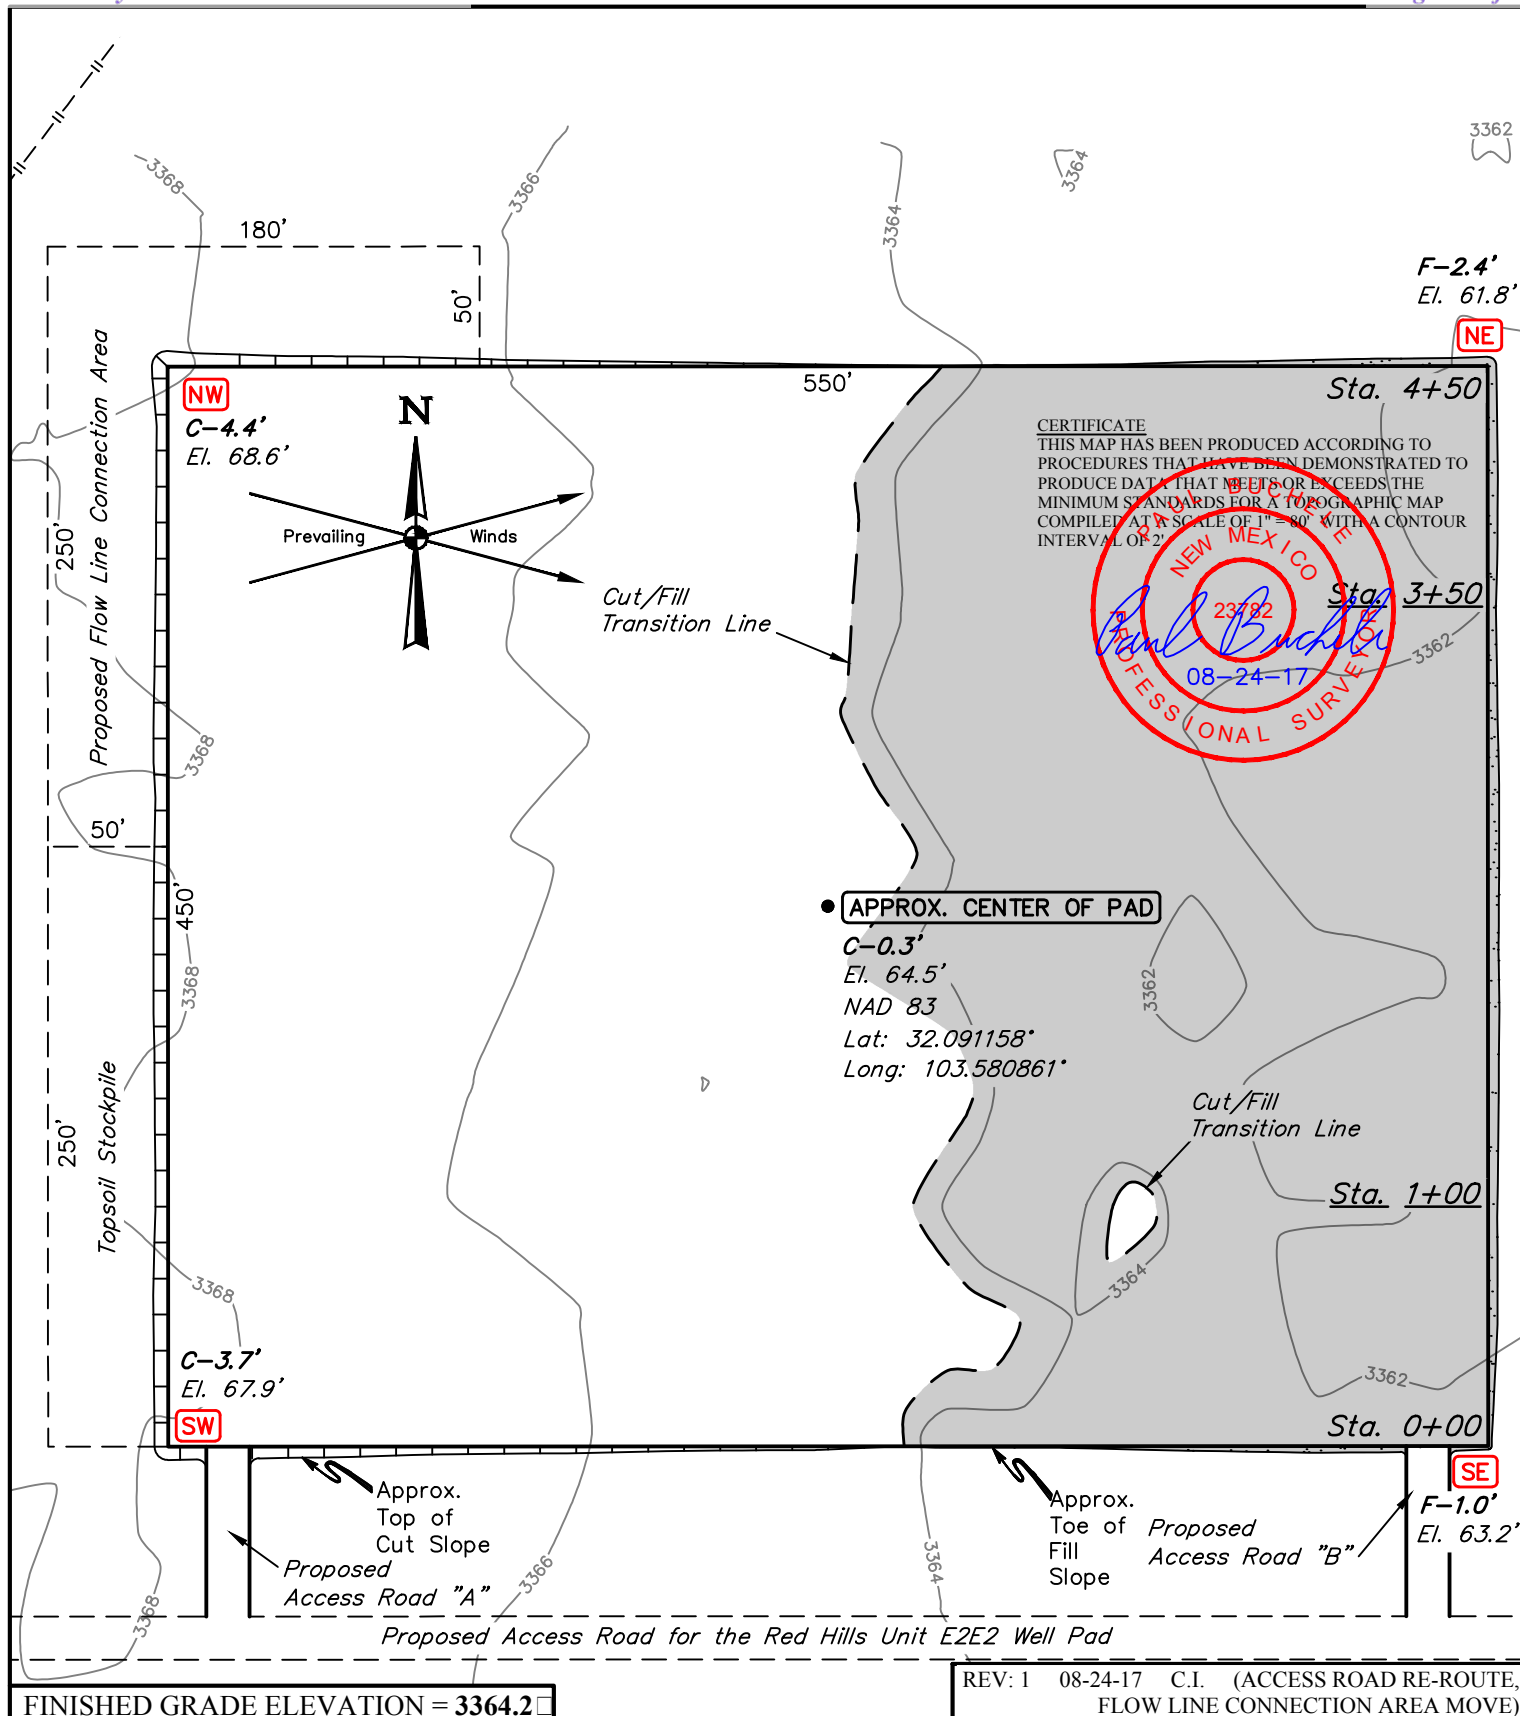 3368
3366
3364
3364
3362
180'
50'
F-2.4'
El. 61.8'
NE
NW
C-4.4'
El. 68.6'
N
Prevailing Winds
550'
Sta. 4+50
CERTIFICATE
THIS MAP HAS BEEN PRODUCED ACCORDING TO
PROCEDURES THAT HAVE BEEN DEMONSTRATED TO
PRODUCE DATA THAT MEETS OR EXCEEDS THE
MINIMUM STANDARDS FOR A TOPOGRAPHIC MAP
COMPILED AT A SCALE OF 1" = 80' WITH A CONTOUR
INTERVAL OF 2'.
PAUL BUCHELE
NEW MEXICO
23782
Paul Buchele
08-24-17
PROFESSIONAL SURVEYOR
Sta. 3+50
3362
Proposed Flow Line Connection Area
250'
Cut/Fill
Transition Line
3368
50'
450'
3368
APPROX. CENTER OF PAD
C-0.3'
El. 64.5'
NAD 83
Lat: 32.091158°
Long: 103.580861°
3362
Cut/Fill
Transition Line
Topsoil Stockpile
250'
Sta. 1+00
3364
3368
3362
C-3.7'
El. 67.9'
SW
Sta. 0+00
SE
F-1.0'
El. 63.2'
Approx.
Top of
Cut Slope
Approx.
Toe of
Fill
Slope
Proposed
Access Road "B"
Proposed
Access Road "A"
3366
3364
3368
Proposed Access Road for the Red Hills Unit E2E2 Well Pad
REV: 1 08-24-17 C.I. (ACCESS ROAD RE-ROUTE,
FLOW LINE CONNECTION AREA MOVE)
FINISHED GRADE ELEVATION = 3364.2□